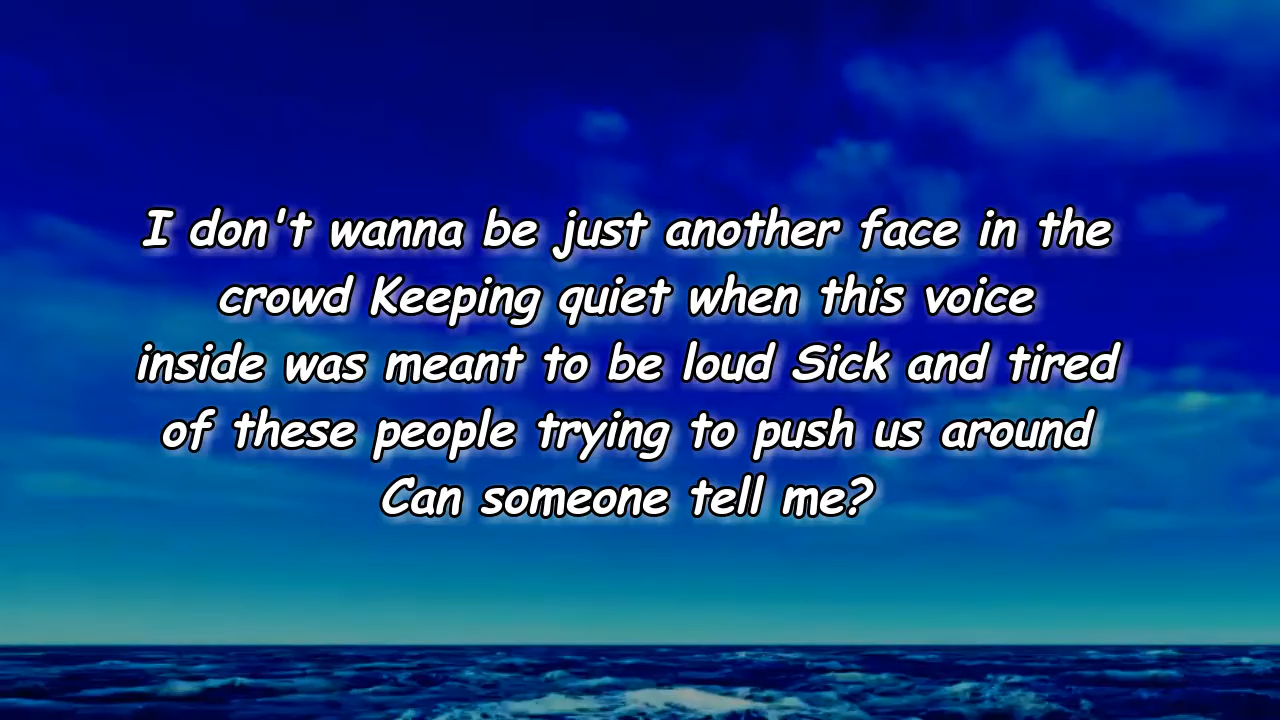 I don't wanna be just another face in the
crowd Keeping quiet when this voice
inside was meant to be loud Sick and tired
of these people trying to push us around
Can someone tell me?